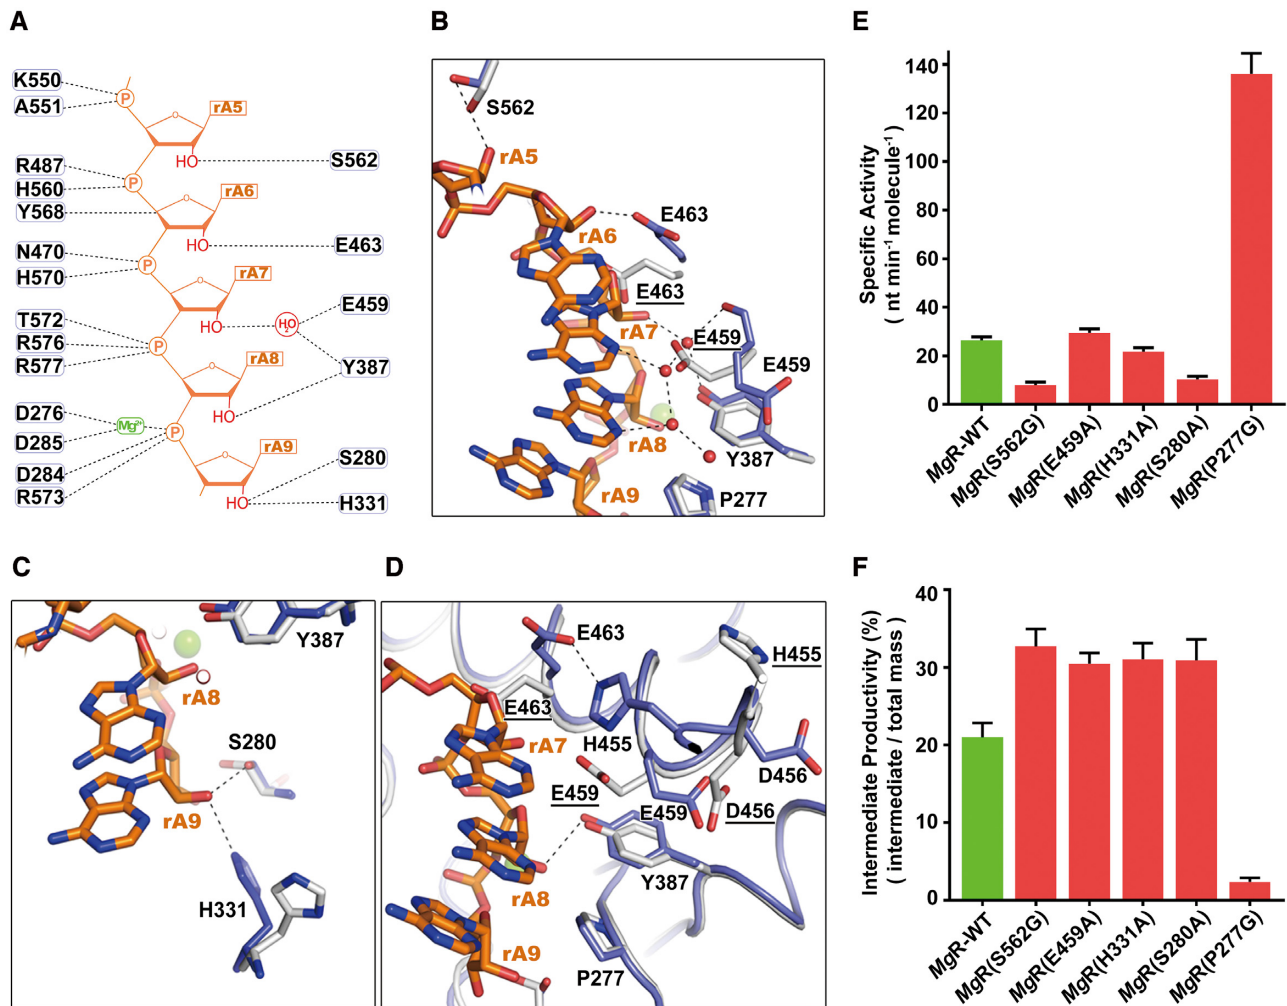 A
K550
A551
P
rA5
HO
S562
R487
H560
Y568
P
rA6
HO
E463
N470
H570
P
rA7
HO
H2O
E459
T572
R576
R577
P
rA8
HO
Y387
D276
D285
Mg2+
D284
R573
P
rA9
HO
S280
H331
B
S562
rA5
E463
rA6
E463
rA7
E459
E459
rA8
Y387
rA9
P277
E
Specific Activity
( nt min⁻¹ molecule⁻¹ )
140
120
100
80
60
40
20
0
MgR-WT
MgR(S562G)
MgR(E459A)
MgR(H331A)
MgR(S280A)
MgR(P277G)
C
Y387
rA8
S280
rA9
H331
D
E463
H455
E463
rA7
H455
D456
E459
E459
D456
Y387
rA8
rA9
P277
F
Intermediate Productivity (%)
( intermediate / total mass )
40
30
20
10
0
MgR-WT
MgR(S562G)
MgR(E459A)
MgR(H331A)
MgR(S280A)
MgR(P277G)